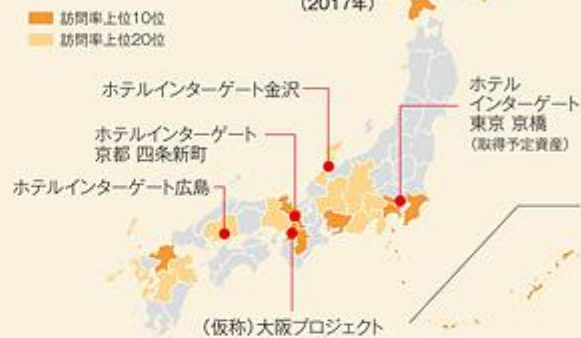 (2017年)
訪問率上位10位
訪問率上位20位
ホテルインターゲート金沢
ホテル
インターゲート
東京 京橋
(取得予定資産)
ホテルインターゲート
京都 四条新町
ホテルインターゲート広島
(仮称)大阪プロジェクト